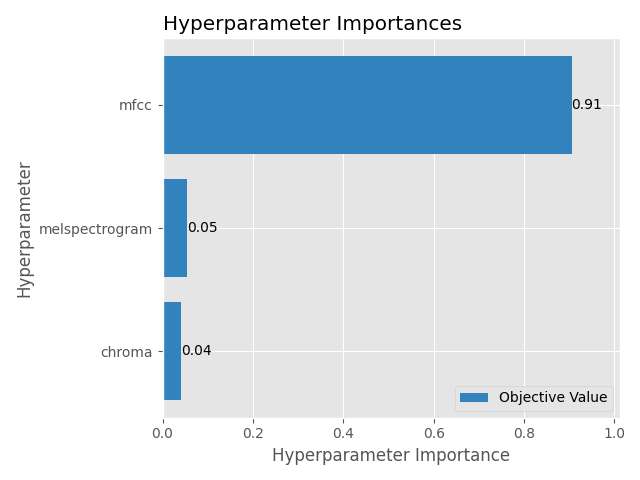 Hyperparameter Importances
Hyperparameter
mfcc
0.91
melspectrogram
0.05
chroma
0.04
Objective Value
0.0 0.2 0.4 0.6 0.8 1.0
Hyperparameter Importance